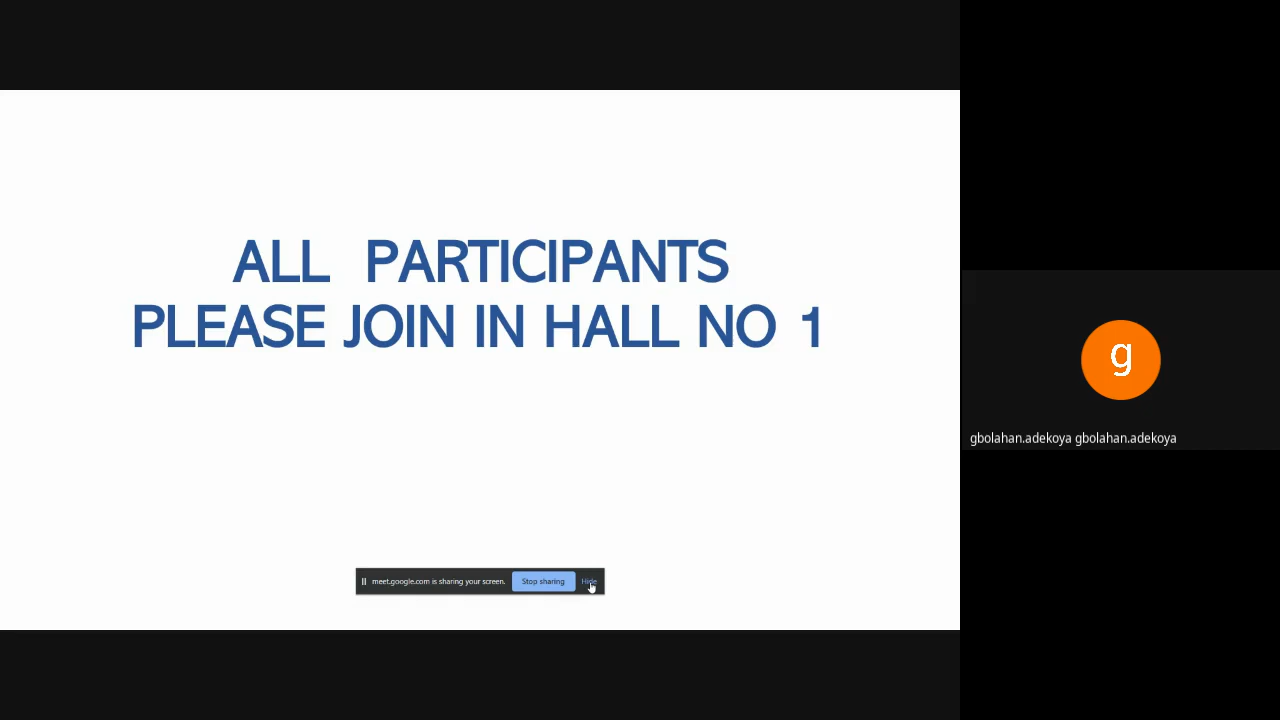 ALL PARTICIPANTS
PLEASE JOIN IN HALL NO 1
g
gbolahan.adekoya gbolahan.adekoya
meet.google.com is sharing your screen. Stop sharing Hide